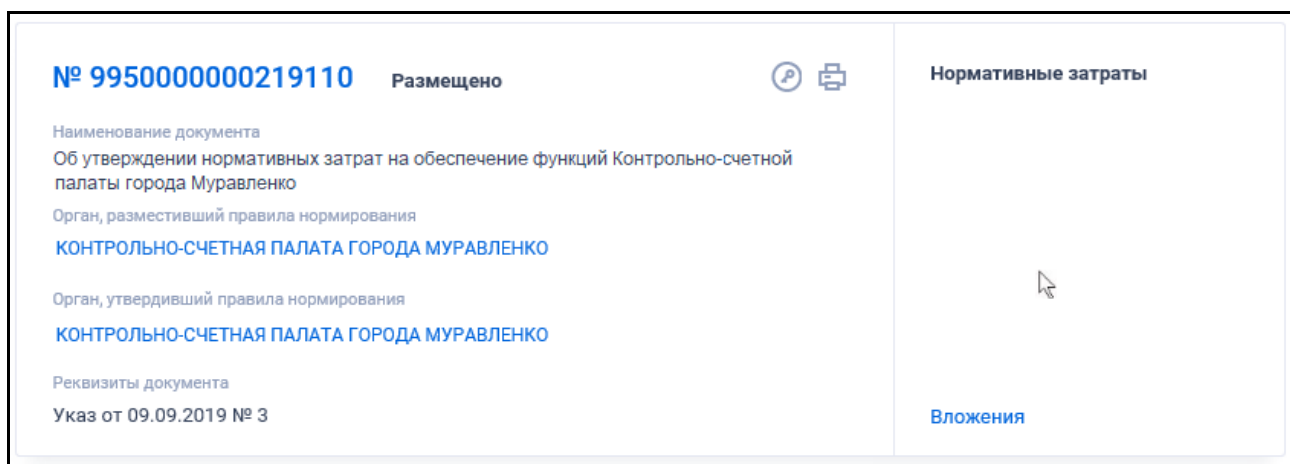 № 9950000000219110 Размещено
Нормативные затраты
Наименование документа
Об утверждении нормативных затрат на обеспечение функций Контрольно-счетной
палаты города Муравленко
Орган, разместивший правила нормирования
КОНТРОЛЬНО-СЧЕТНАЯ ПАЛАТА ГОРОДА МУРАВЛЕНКО
Орган, утвердивший правила нормирования
КОНТРОЛЬНО-СЧЕТНАЯ ПАЛАТА ГОРОДА МУРАВЛЕНКО
Реквизиты документа
Указ от 09.09.2019 № 3
Вложения